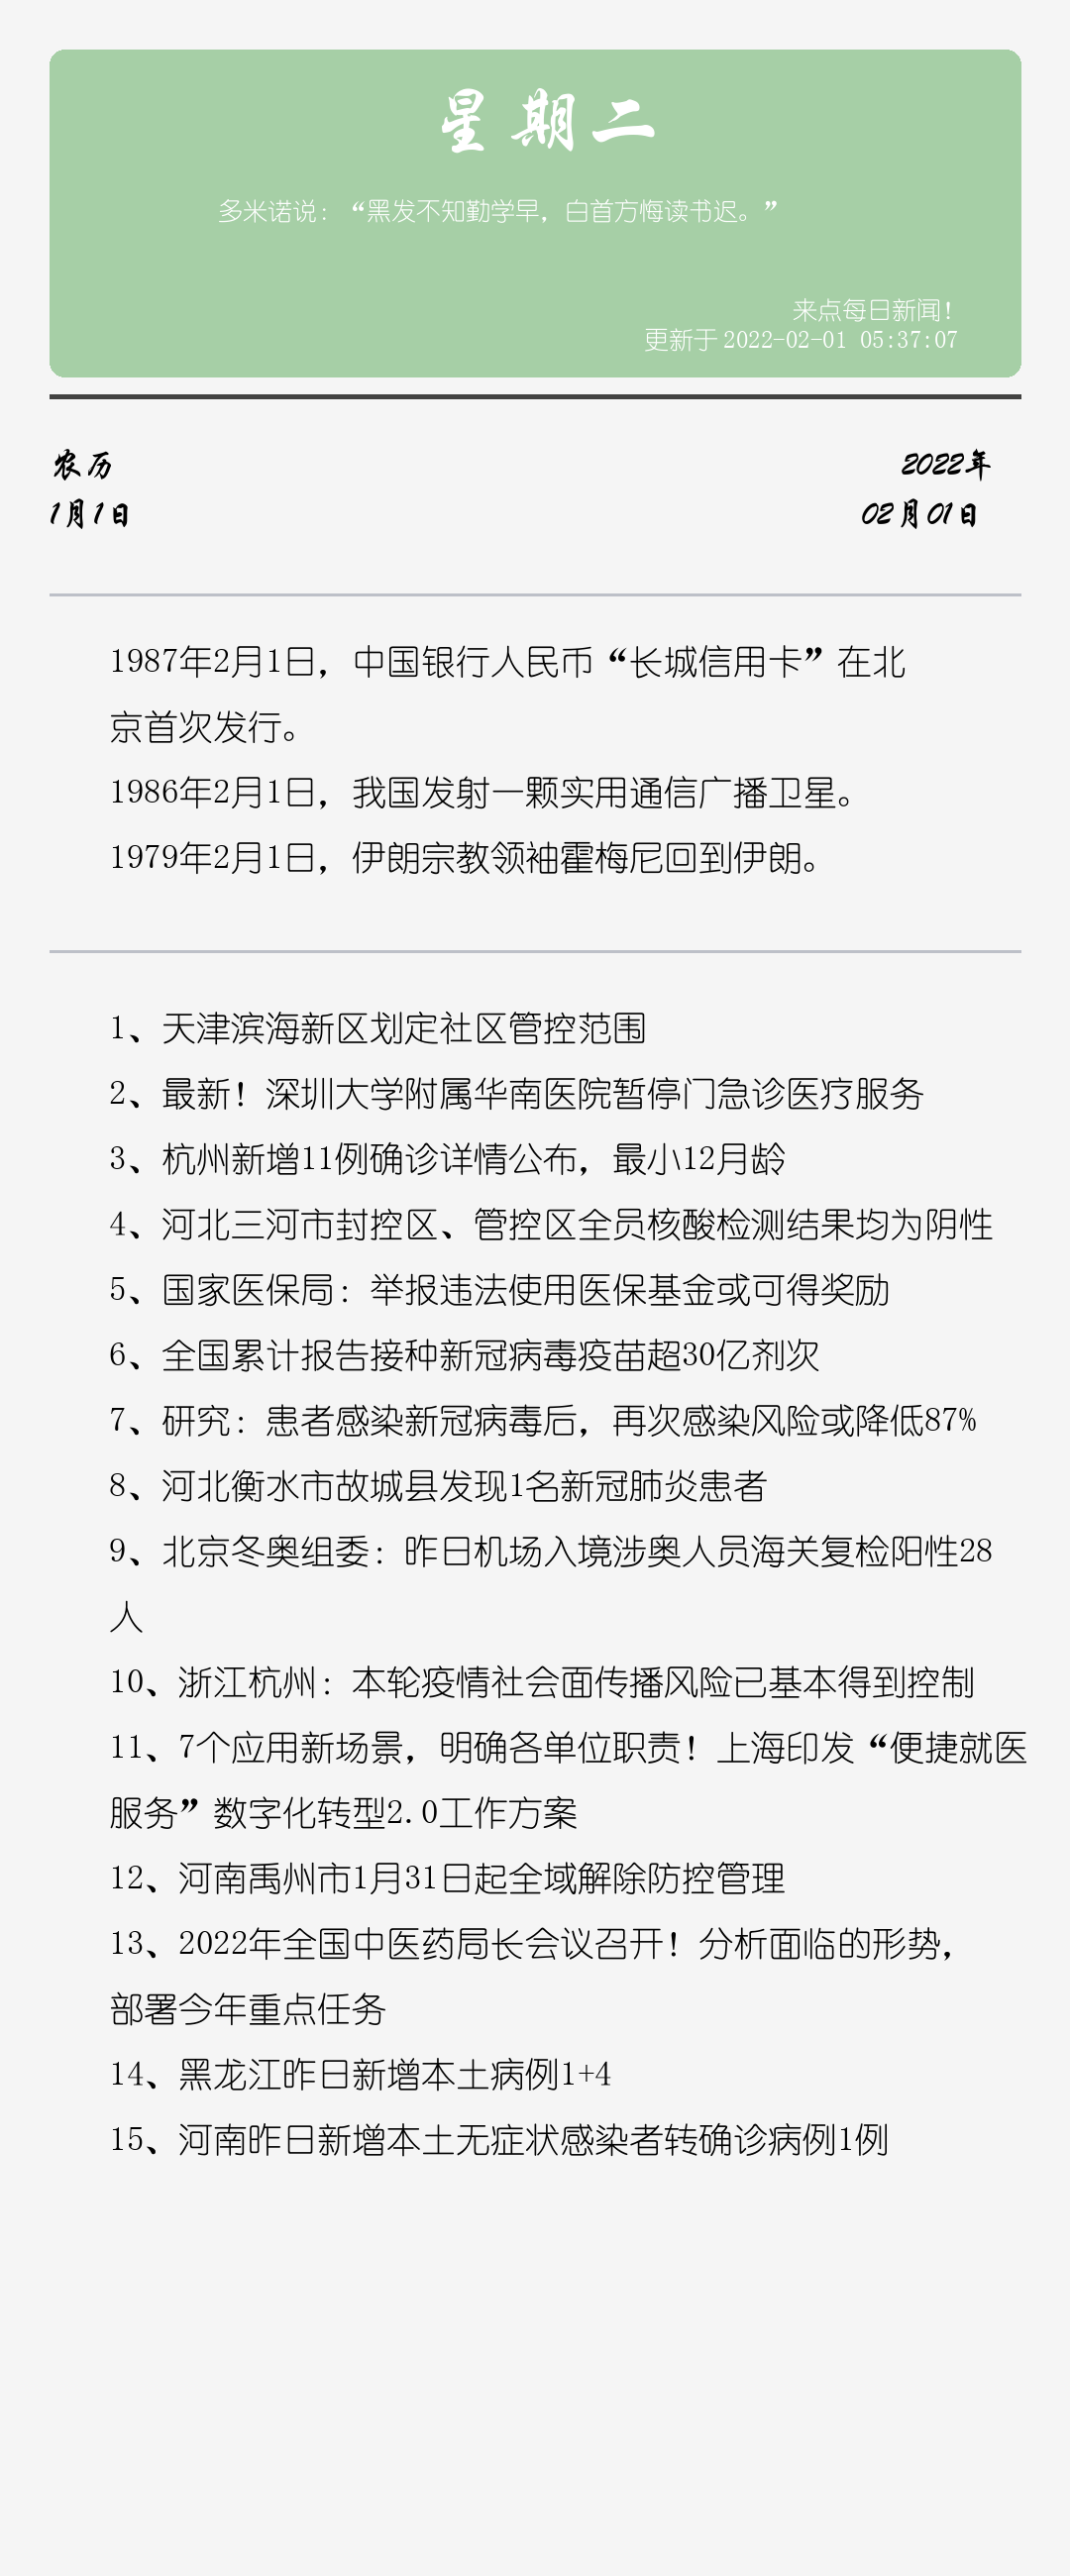 星期二
多米诺说：“黑发不知勤学早，白首方悔读书迟。”
来点每日新闻！
更新于2022-02-01 05:37:07
农历
2022年
1月1日
02月01日
1987年2月1日，中国银行人民币“长城信用卡”在北
京首次发行。
1986年2月1日，我国发射一颗实用通信广播卫星。
1979年2月1日，伊朗宗教领袖霍梅尼回到伊朗。
1、天津滨海新区划定社区管控范围
2、最新！深圳大学附属华南医院暂停门急诊医疗服务
3、杭州新增11例确诊详情公布，最小12月龄
4、河北三河市封控区、管控区全员核酸检测结果均为阴性
5、国家医保局：举报违法使用医保基金或可得奖励
6、全国累计报告接种新冠病毒疫苗超30亿剂次
7、研究：患者感染新冠病毒后，再次感染风险或降低87%
8、河北衡水市故城县发现1名新冠肺炎患者
9、北京冬奥组委：昨日机场入境涉奥人员海关复检阳性28
人
10、浙江杭州：本轮疫情社会面传播风险已基本得到控制
11、7个应用新场景，明确各单位职责！上海印发“便捷就医
服务”数字化转型2.0工作方案
12、河南禹州市1月31日起全域解除防控管理
13、2022年全国中医药局长会议召开！分析面临的形势，
部署今年重点任务
14、黑龙江昨日新增本土病例1+4
15、河南昨日新增本土无症状感染者转确诊病例1例